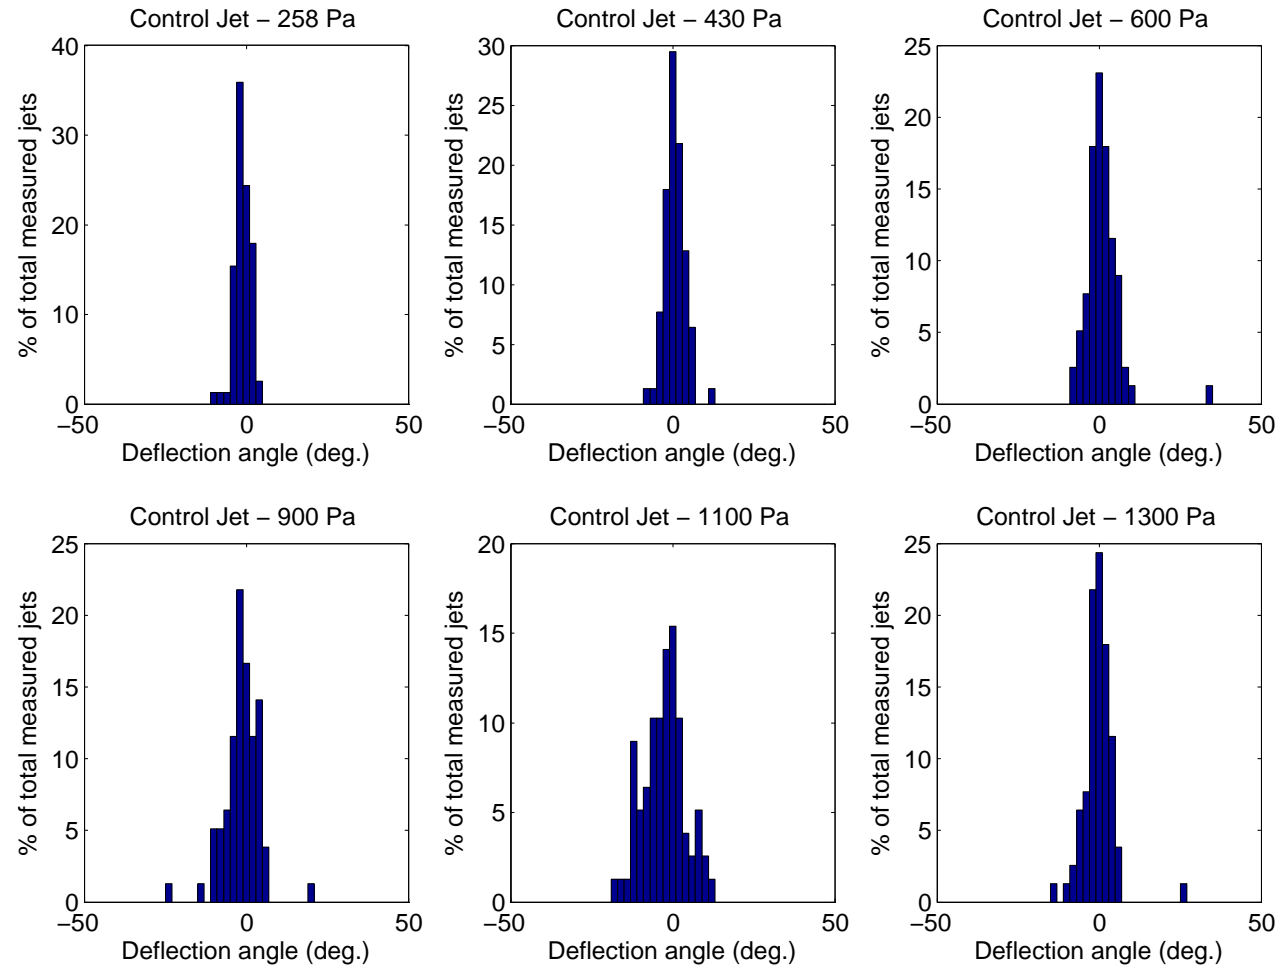 Control Jet − 258 Pa
40
30
20
10
0
−50
0
50
% of total measured jets
Deflection angle (deg.)
Control Jet − 430 Pa
30
25
20
15
10
5
0
−50
0
50
% of total measured jets
Deflection angle (deg.)
Control Jet − 600 Pa
25
20
15
10
5
0
−50
0
50
% of total measured jets
Deflection angle (deg.)
Control Jet − 900 Pa
25
20
15
10
5
0
−50
0
50
% of total measured jets
Deflection angle (deg.)
Control Jet − 1100 Pa
20
15
10
5
0
−50
0
50
% of total measured jets
Deflection angle (deg.)
Control Jet − 1300 Pa
25
20
15
10
5
0
−50
0
50
% of total measured jets
Deflection angle (deg.)